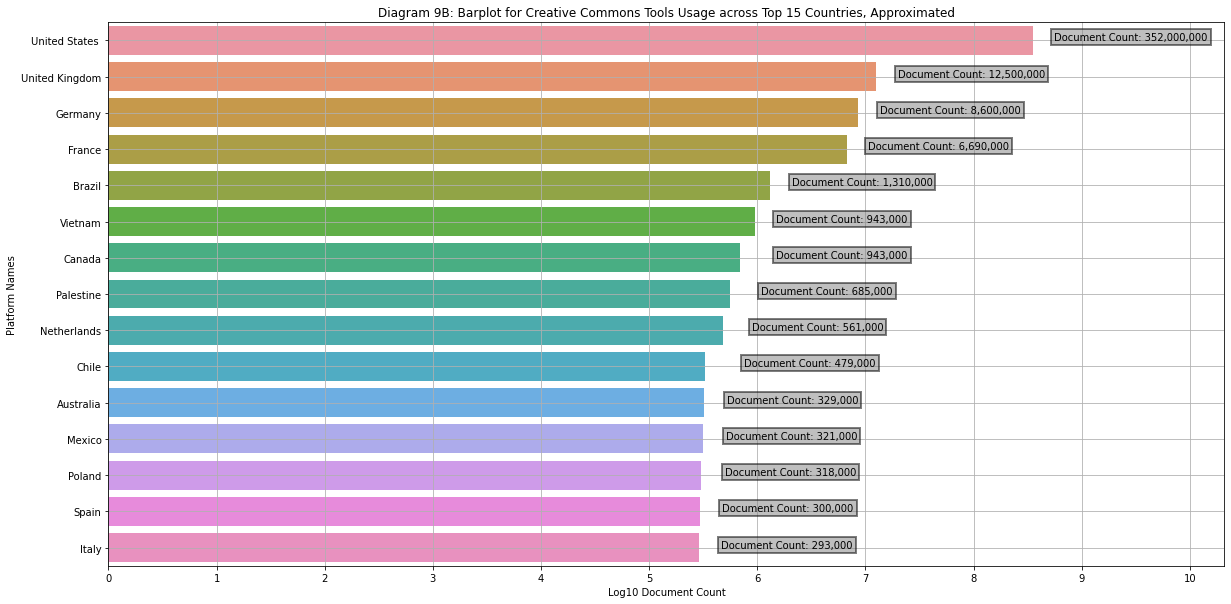 Diagram 9B: Barplot for Creative Commons Tools Usage across Top 15 Countries, Approximated
Platform Names
United States Document Count: 352,000,000
United Kingdom Document Count: 12,500,000
Germany Document Count: 8,600,000
France Document Count: 6,690,000
Brazil Document Count: 1,310,000
Vietnam Document Count: 943,000
Canada Document Count: 943,000
Palestine Document Count: 685,000
Netherlands Document Count: 561,000
Chile Document Count: 479,000
Australia Document Count: 329,000
Mexico Document Count: 321,000
Poland Document Count: 318,000
Spain Document Count: 300,000
Italy Document Count: 293,000
0 1 2 3 4 5 6 7 8 9 10
Log10 Document Count